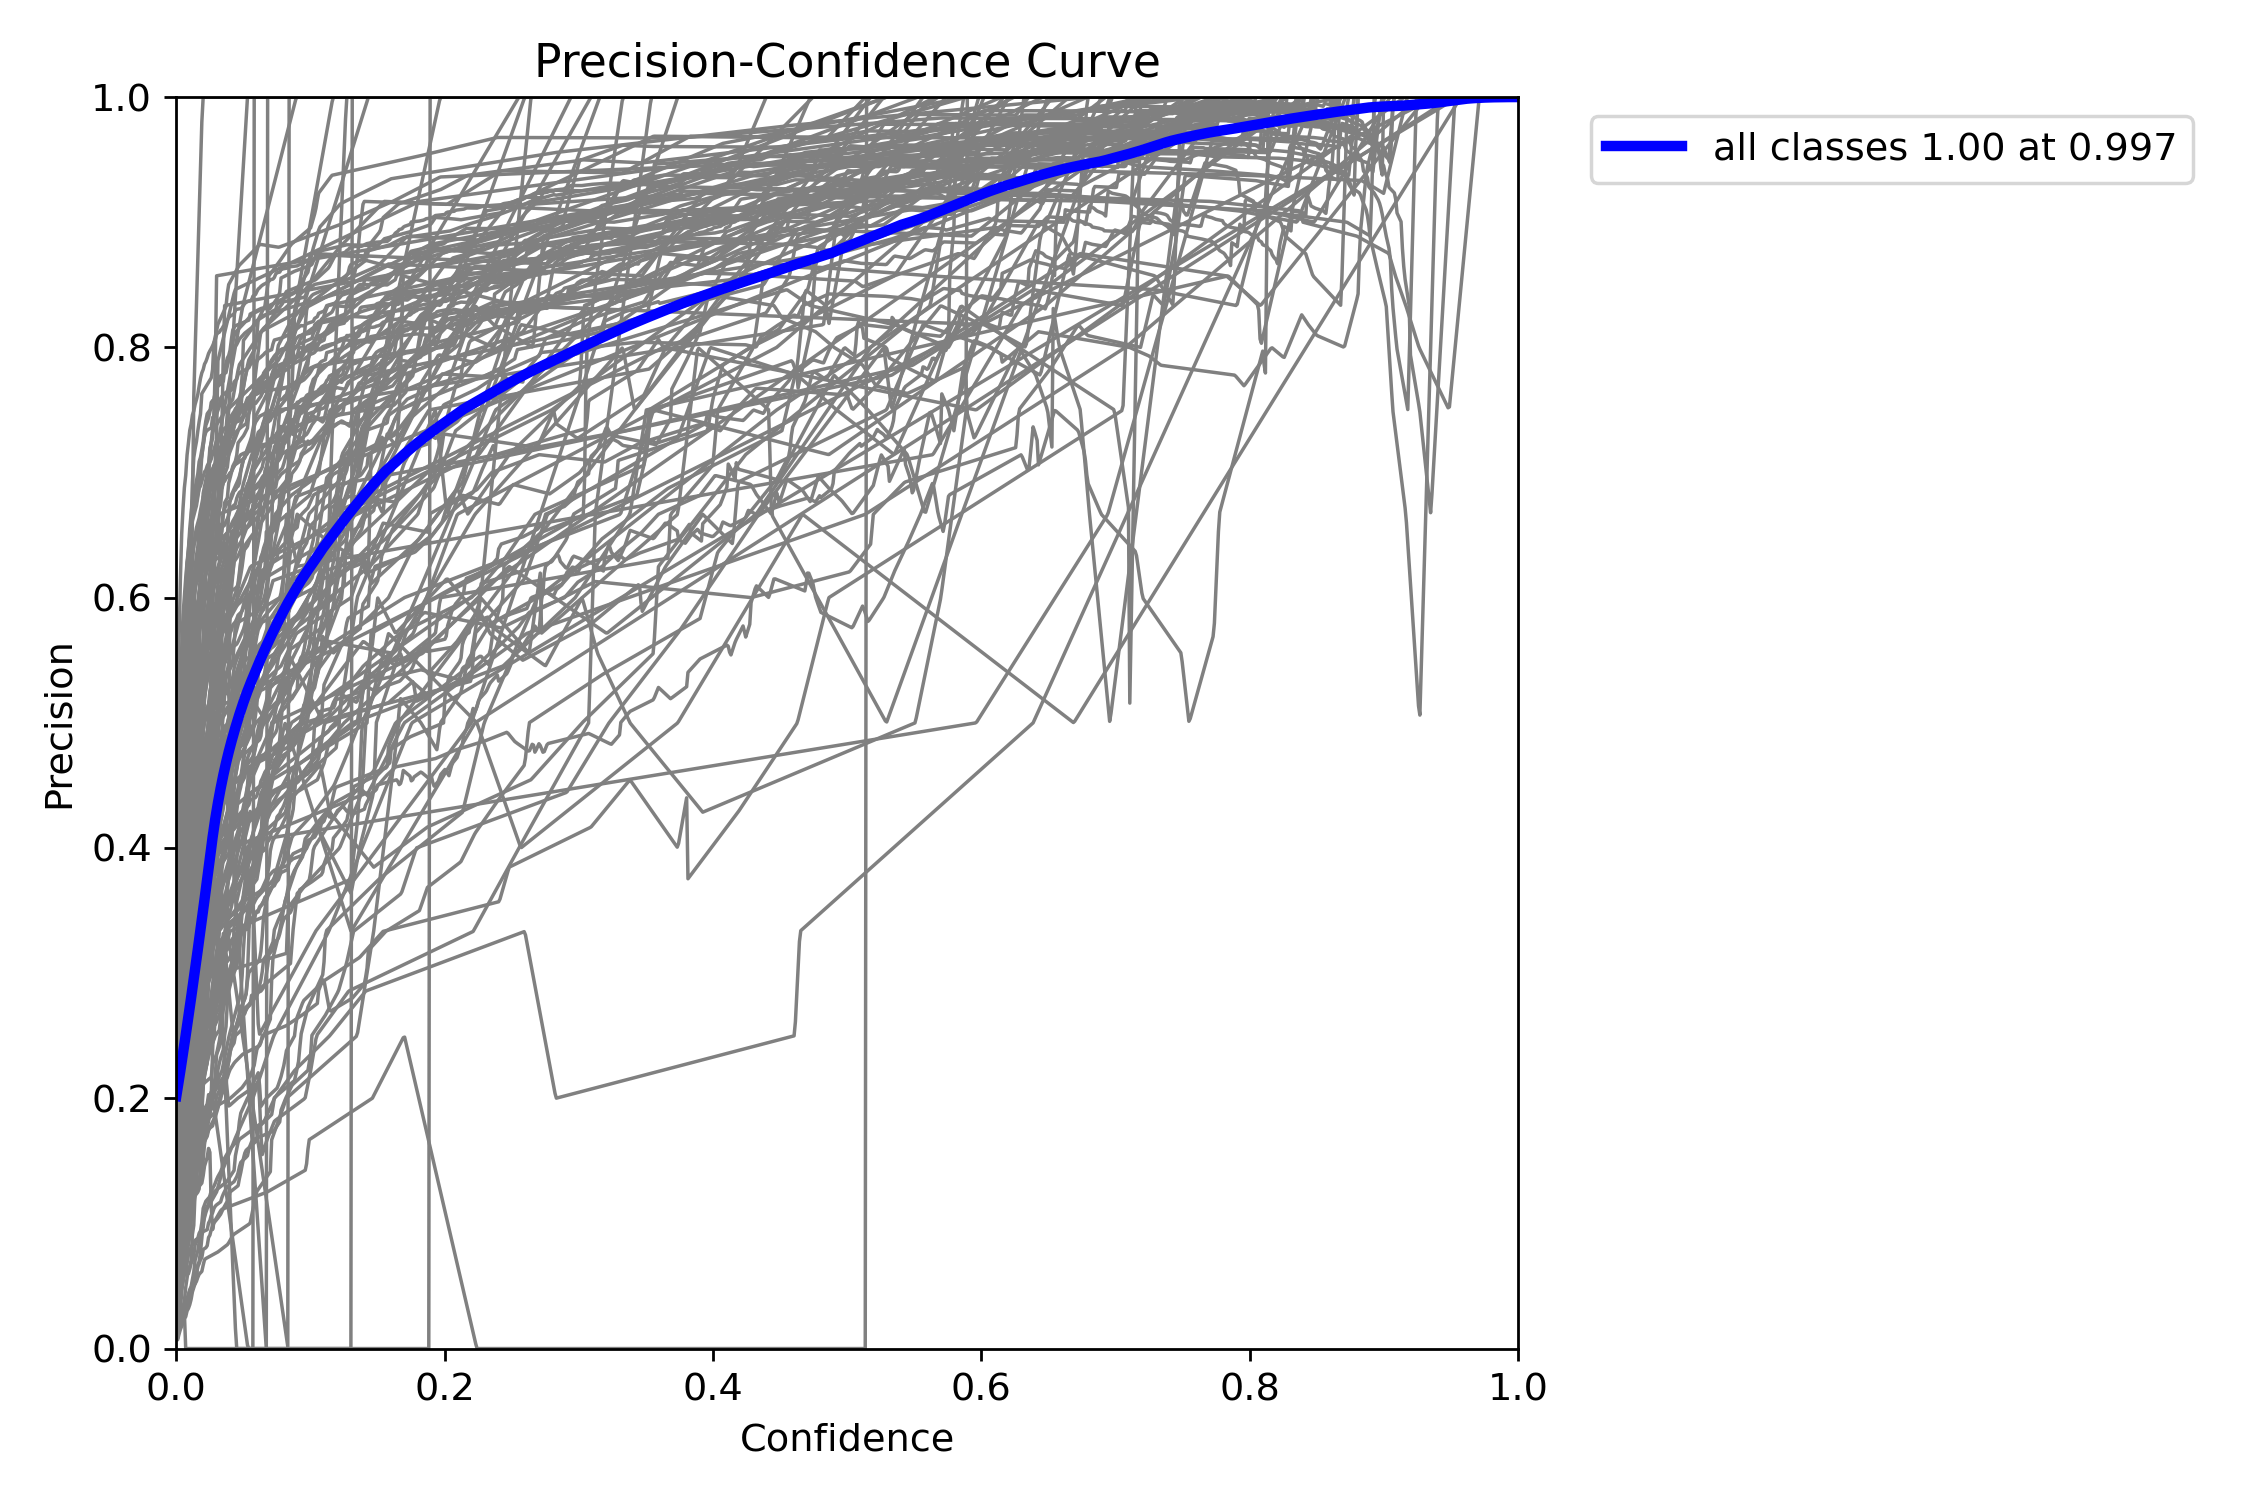 Precision-Confidence Curve
1.0
0.8
0.6
0.4
0.2
0.0
Precision
0.0 0.2 0.4 0.6 0.8 1.0
Confidence
all classes 1.00 at 0.997